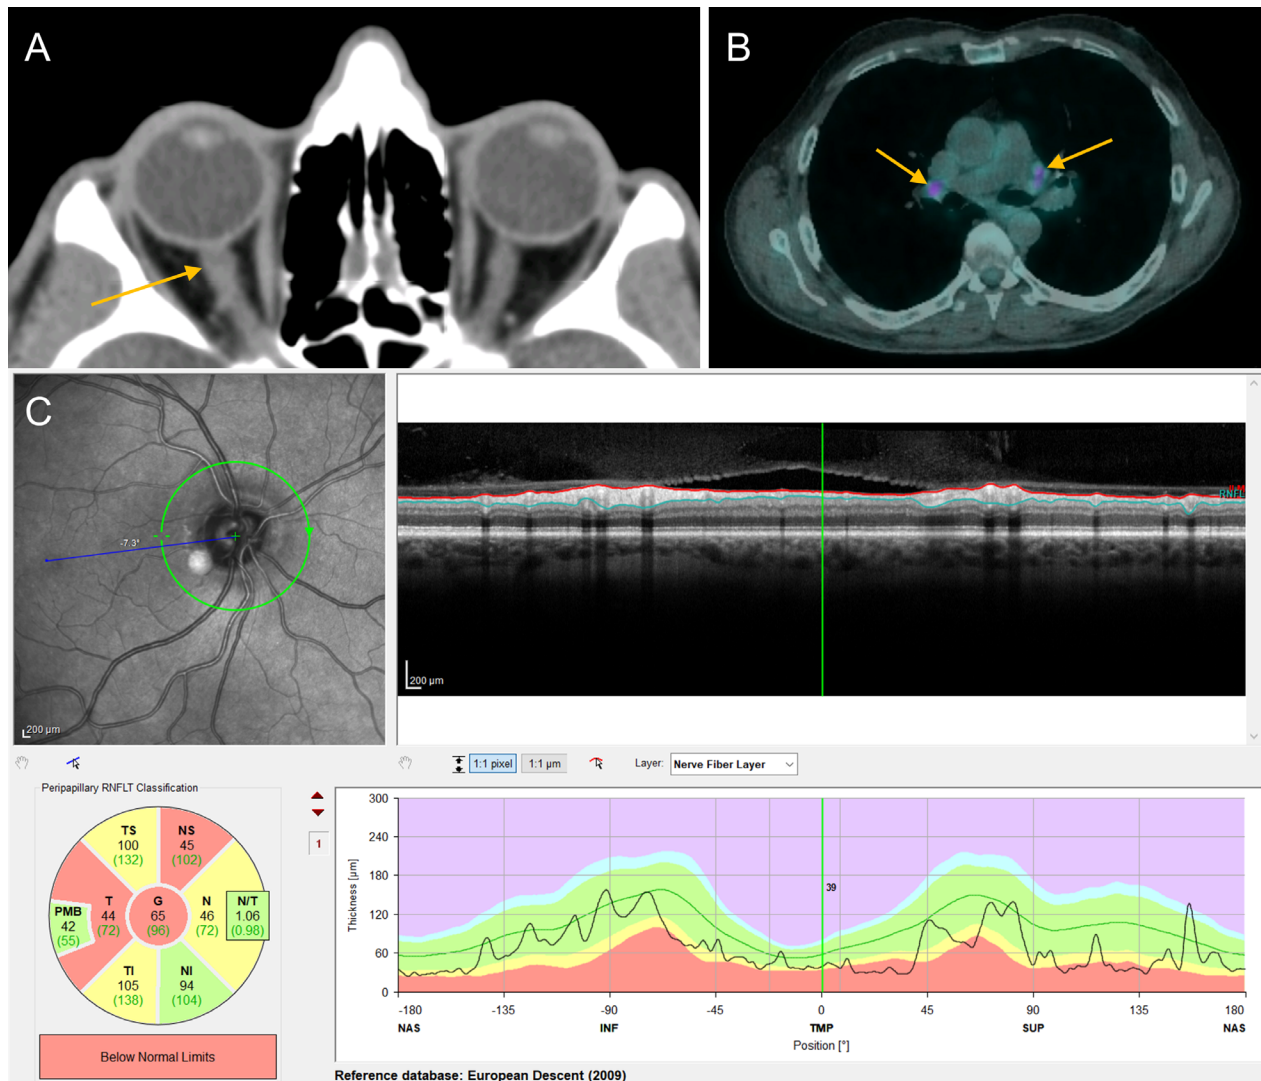 A
B
C
-7.3°
200 µm
RNFL
200 µm
1:1 pixel
1:1 µm
Layer:
Nerve Fiber Layer
Peripapillary RNFLT Classification
TS
100
(132)
NS
45
(102)
PMB
42
(55)
T
44
(72)
G
65
(96)
N
46
(72)
N/T
1.06
(0.98)
TI
105
(138)
NI
94
(104)
Below Normal Limits
1
Thickness [µm]
300
240
180
120
60
0
39
-180
-135
-90
-45
0
45
90
135
180
NAS
INF
TMP
SUP
NAS
Position [°]
Reference database: European Descent (2009)